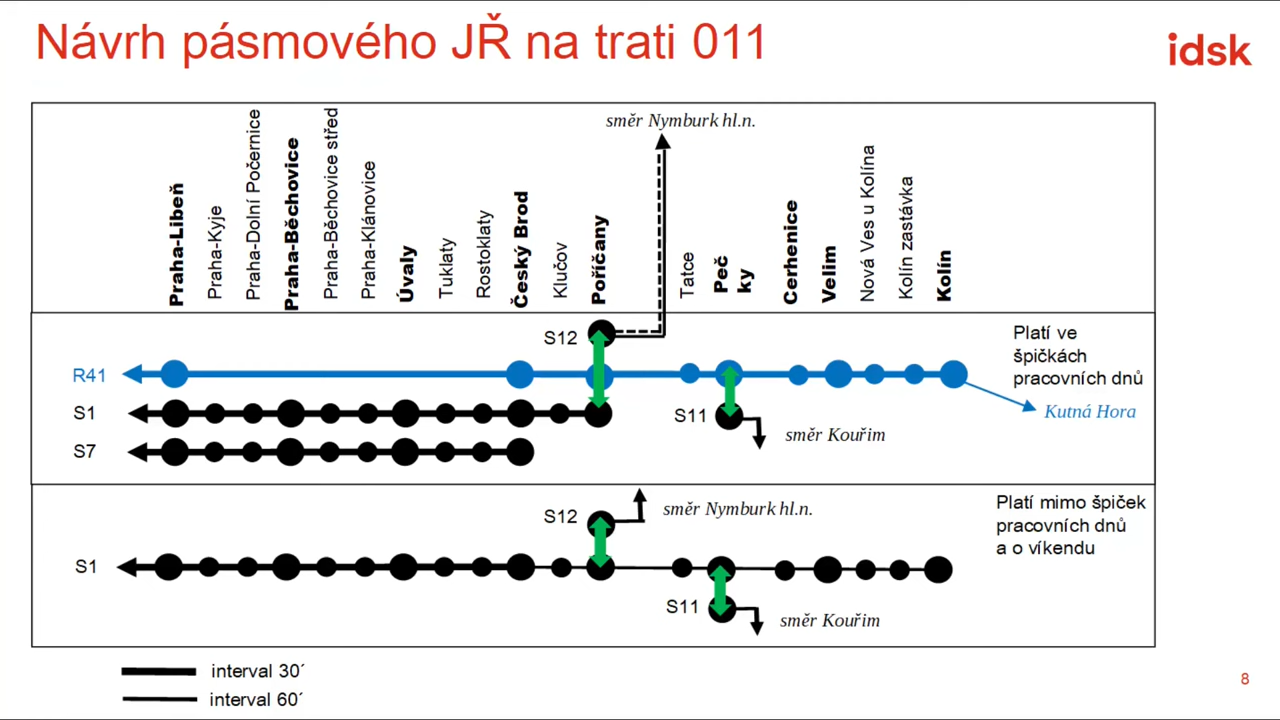 Návrh pásmového JŘ na trati 011
idsk
směr Nymburk hl.n.
Praha-Libeň
Praha-Kyje
Praha-Dolní Počernice
Praha-Běchovice
Praha-Běchovice střed
Praha-Klánovice
Úvaly
Tuklaty
Rostoklaty
Český Brod
Klučov
Poříčany
Tatce
Peč
ky
Cerhenice
Velim
Nová Ves u Kolína
Kolín zastávka
Kolín
S12
Platí ve
špičkách
pracovních dnů
R41
Kutná Hora
S1
S11
směr Kouřim
S7
S12
směr Nymburk hl.n.
Platí mimo špiček
pracovních dnů
a o víkendu
S1
S11
směr Kouřim
interval 30´
interval 60´
8